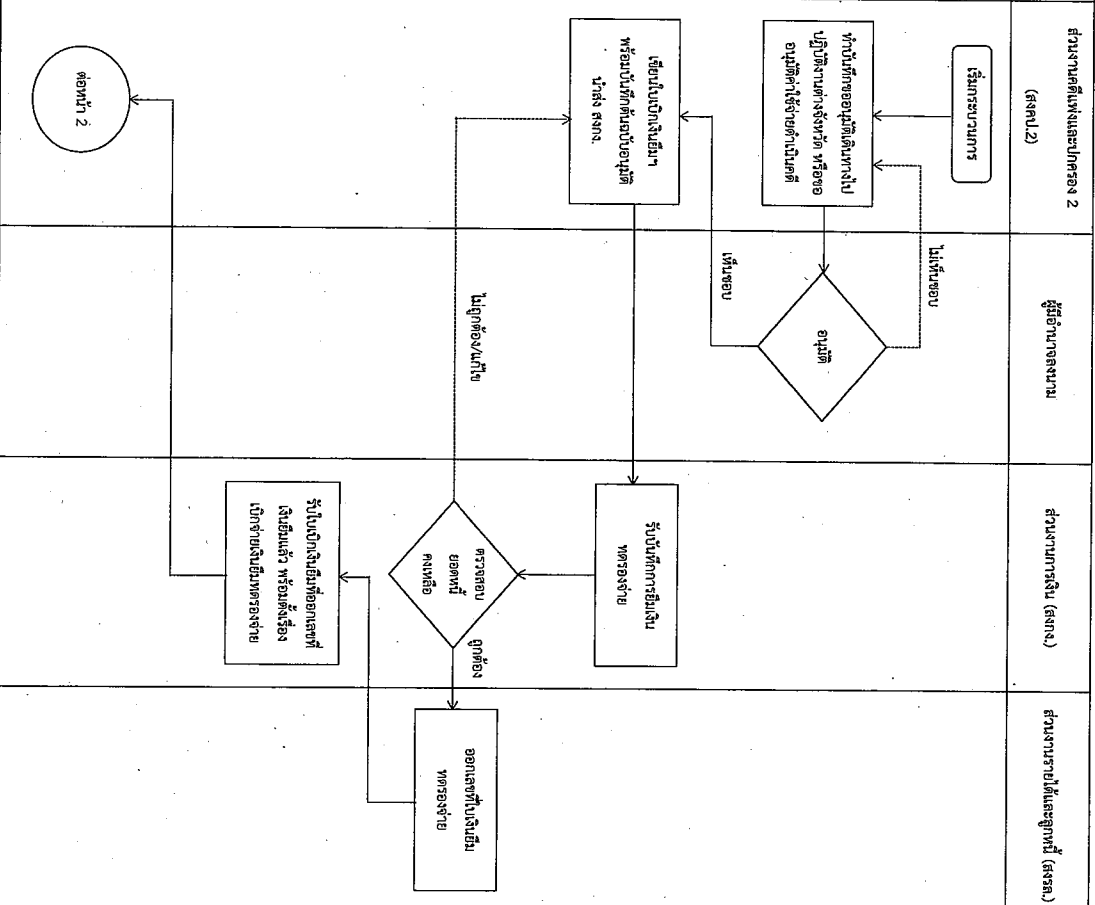 ส่วนงานคดีแพ่งและปกครอง 2
(สงคป.2)
ผู้มีอำนาจลงนาม
ส่วนงานการเงิน (สงกง.)
ส่วนงานรายได้และลูกหนี้ (สงรล.)
เริ่มกระบวนการ
ทำบันทึกขออนุมัติเดินทางไป
ปฏิบัติงานต่างจังหวัด หรือขอ
อนุมัติค่าใช้จ่ายดำเนินคดี
ไม่เห็นชอบ
อนุมัติ
เห็นชอบ
เขียนใบเบิกเงินยืมฯ
พร้อมบันทึกต้นฉบับอนุมัติ
นำส่ง สงกง.
รับบันทึกการยืมเงิน
ทดรองจ่าย
ไม่ถูกต้อง/แก้ไข
ตรวจสอบ
ยอดหนี้
คงเหลือ
ถูกต้อง
ออกเลขที่ใบเงินยืม
ทดรองจ่าย
รับใบเบิกเงินยืมที่ออกเลขที่
เงินยืมแล้ว พร้อมตั้งเรื่อง
เบิกจ่ายเงินยืมทดรองจ่าย
ต่อหน้า 2